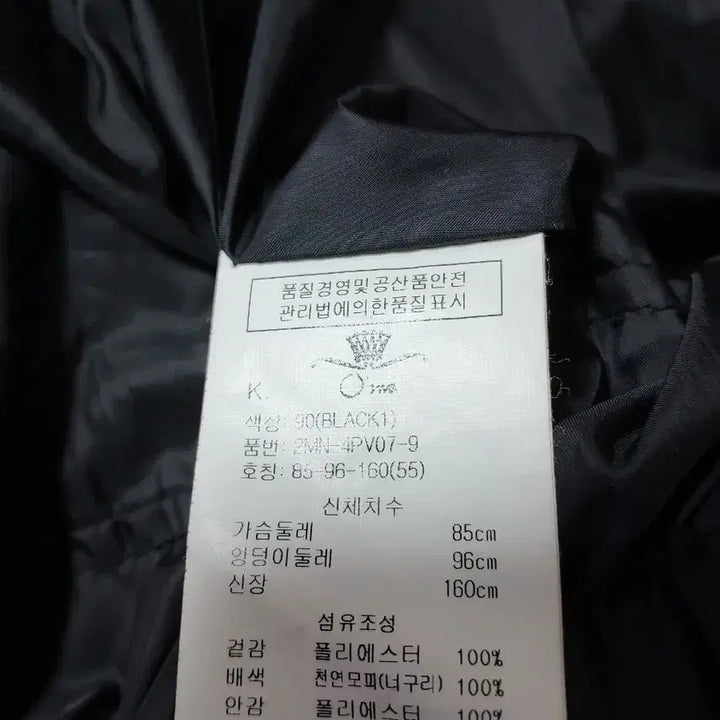 품질경영및공산품안전
관리법에의한품질표시
K.
색상: 90(BLACK1)
품번: 2MN-4PV07-9
호칭: 85-96-160(55)
신체치수
가슴둘레 85cm
엉덩이둘레 96cm
신장 160cm
섬유조성
겉감 폴리에스터 100%
배색 천연모피(너구리) 100%
안감 폴리에스터 100%